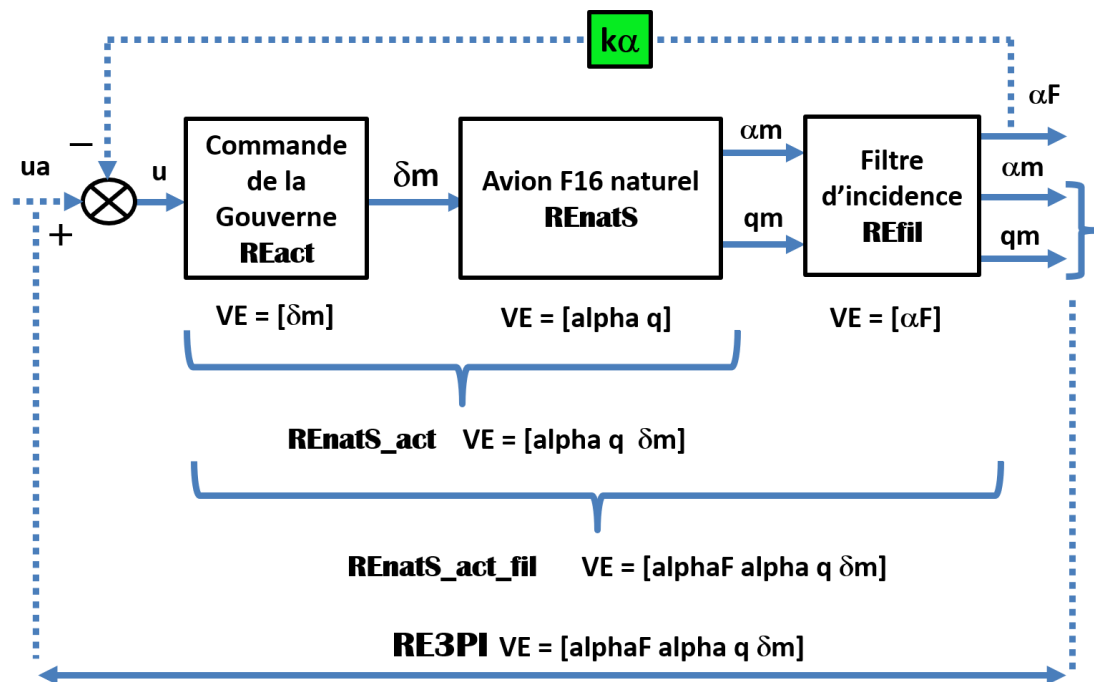 kα
αF
−
ua
+
u
Commande
de la
Gouverne
REact
δm
Avion F16 naturel
REnatS
αm
qm
Filtre
d’incidence
REfil
αm
qm
VE = [δm]
VE = [alpha q]
VE = [αF]
REnatS_act VE = [alpha q δm]
REnatS_act_fil VE = [alphaF alpha q δm]
RE3PI VE = [alphaF alpha q δm]